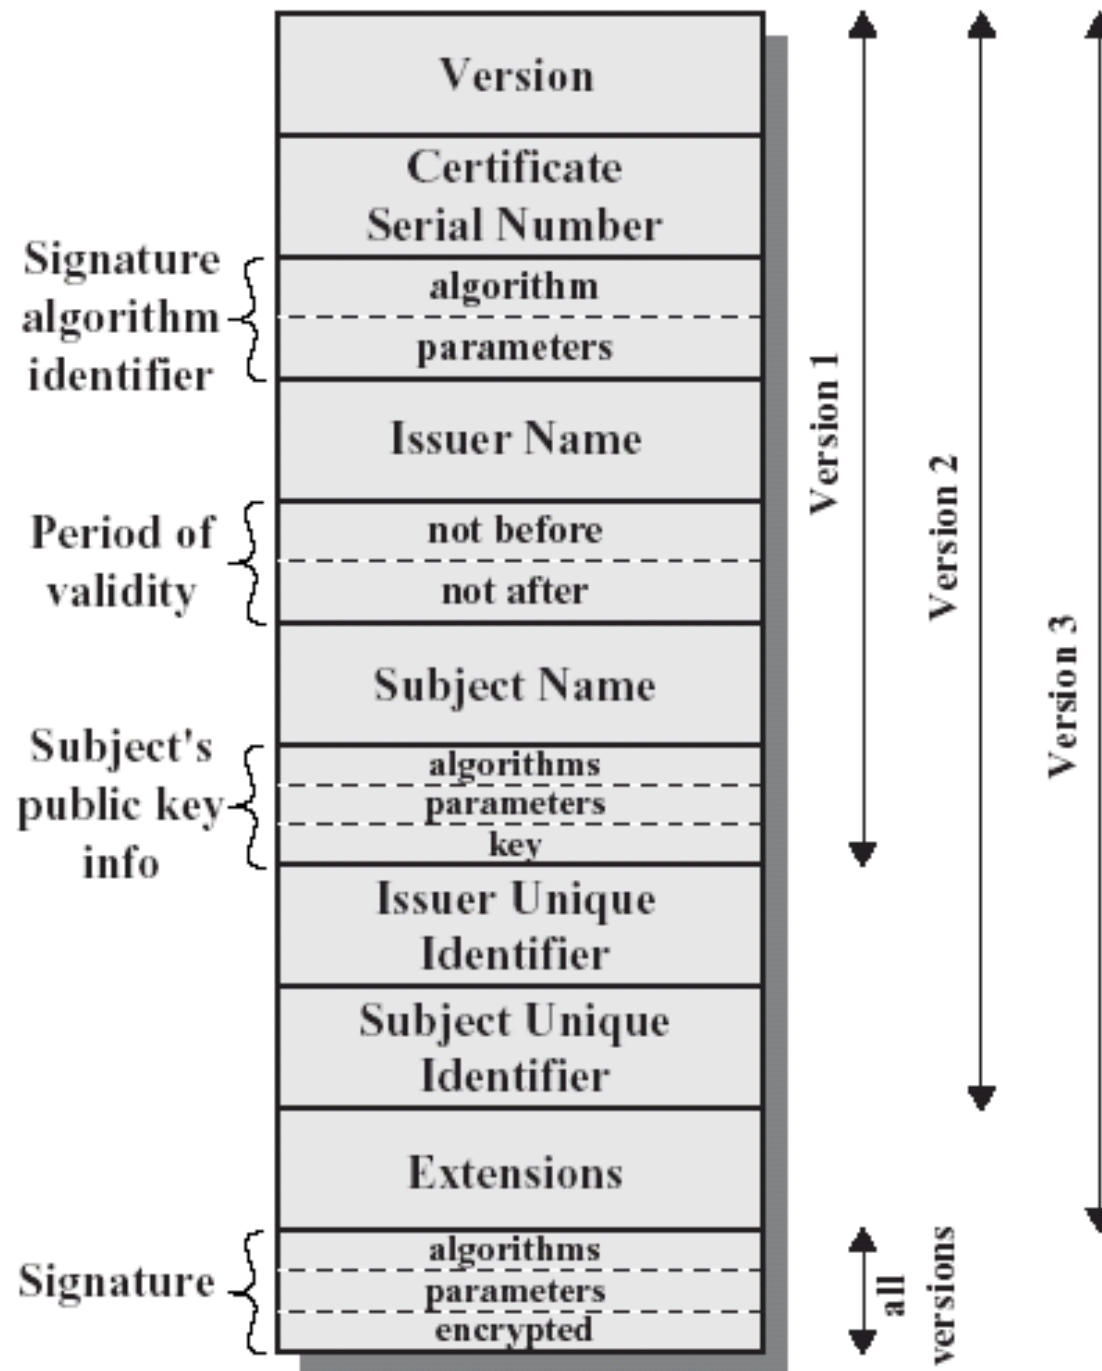 Version
Certificate
Serial Number
Signature
algorithm
identifier
algorithm
parameters
Issuer Name
Period of
validity
not before
not after
Subject Name
Subject's
public key
info
algorithms
parameters
key
Issuer Unique
Identifier
Subject Unique
Identifier
Extensions
Signature
algorithms
parameters
encrypted
Version 1
Version 2
Version 3
all
versions